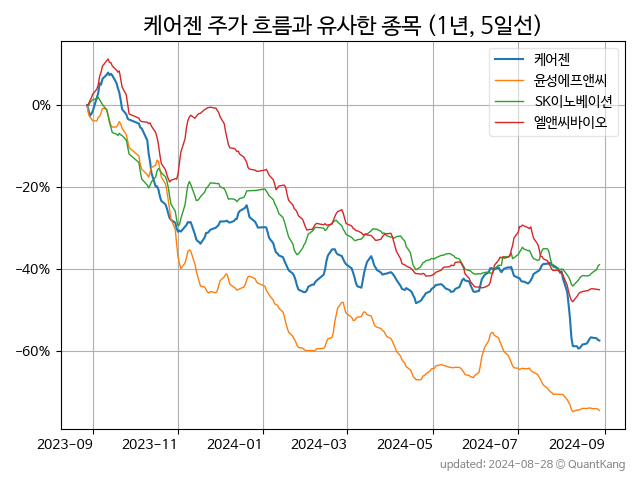 케어젠 주가 흐름과 유사한 종목 (1년, 5일선)
케어젠
윤성에프앤씨
SK이노베이션
엘앤씨바이오
0%
−20%
−40%
−60%
2023-09 2023-11 2024-01 2024-03 2024-05 2024-07 2024-09
updated: 2024-08-28 © QuantKang